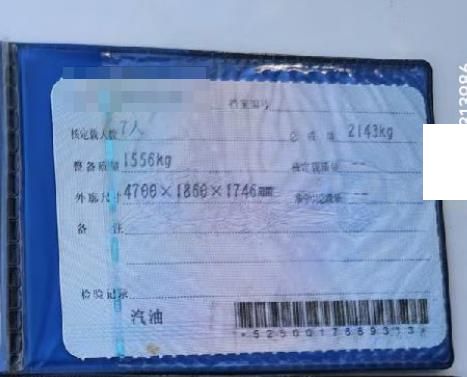 档案编号
核定载人数 7人 总质量 2143kg
整备质量 1556kg 核定载质量 --
外廓尺寸 4700×1860×1746mm 准牵引总质量 --
备注
检验记录
汽油